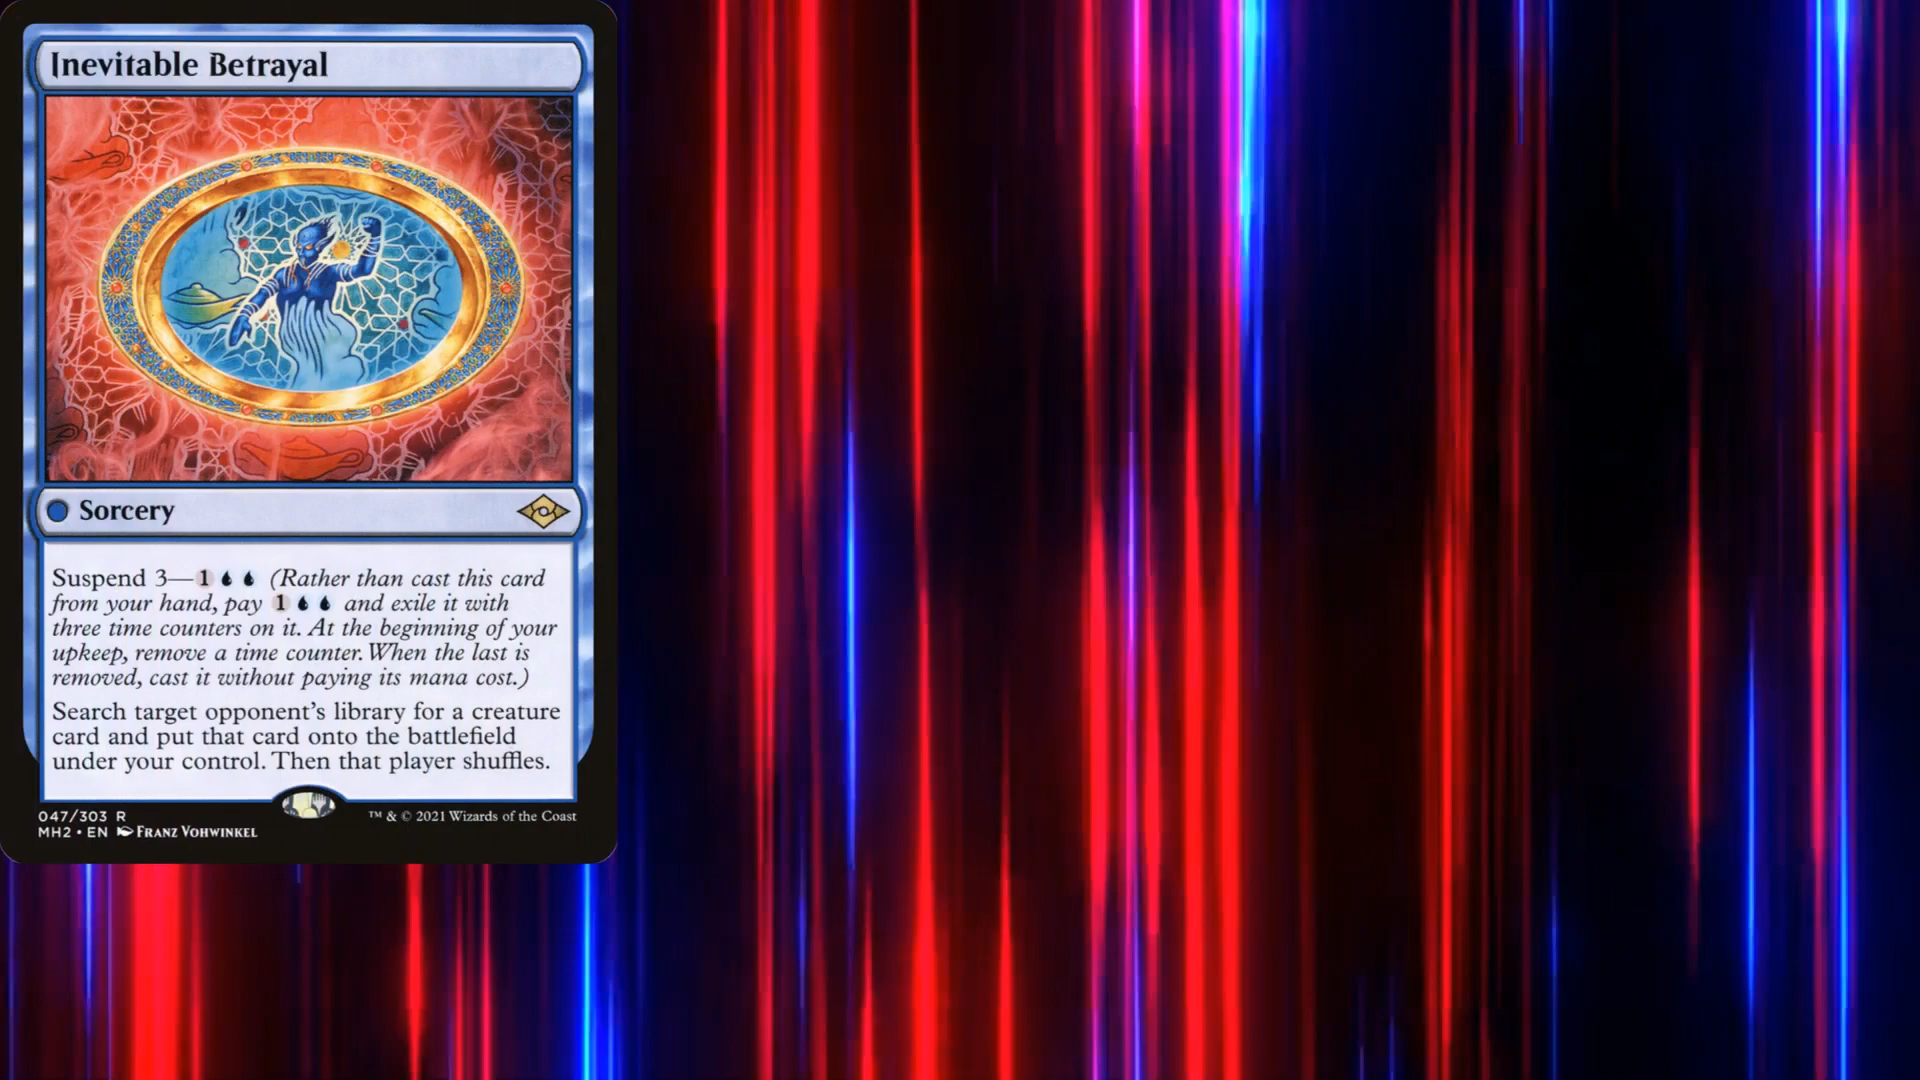 Inevitable Betrayal
Sorcery
Suspend 3—1 (Rather than cast this card
from your hand, pay 1 and exile it with
three time counters on it. At the beginning of your
upkeep, remove a time counter. When the last is
removed, cast it without paying its mana cost.)
Search target opponent's library for a creature
card and put that card onto the battlefield
under your control. Then that player shuffles.
047/303 R
MH2 • EN Franz Vohwinkel
™ & © 2021 Wizards of the Coast